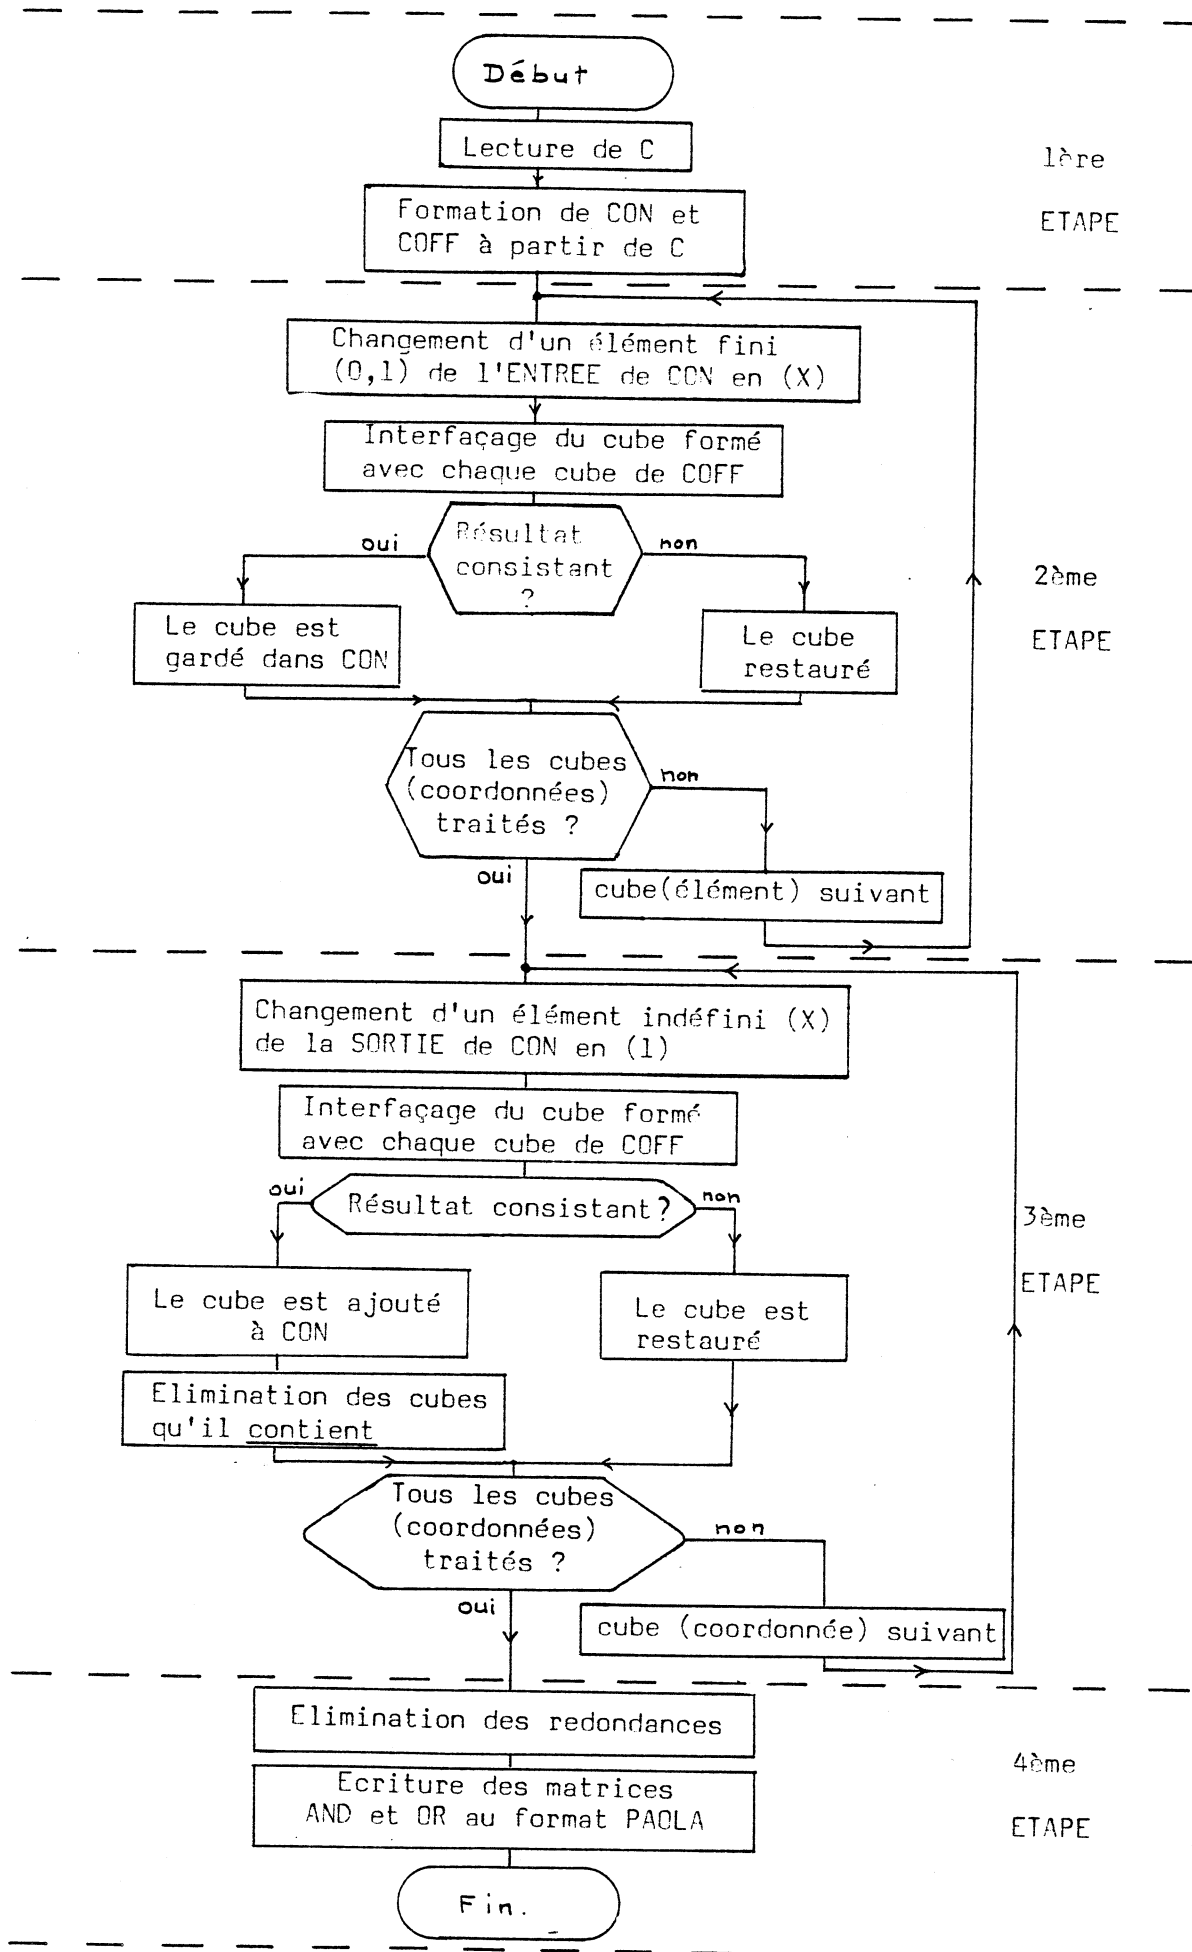 Début
Lecture de C
1ère
ETAPE
Formation de CON et
COFF à partir de C
Changement d'un élément fini
(0,1) de l'ENTREE de CON en (X)
Interfaçage du cube formé
avec chaque cube de COFF
Résultat
consistant
?
oui
non
2ème
ETAPE
Le cube est
gardé dans CON
Le cube
restauré
Tous les cubes
(coordonnées)
traités ?
non
oui
cube(élément) suivant
Changement d'un élément indéfini (X)
de la SORTIE de CON en (1)
Interfaçage du cube formé
avec chaque cube de COFF
oui
Résultat consistant?
non
3ème
ETAPE
Le cube est ajouté
à CON
Le cube est
restauré
Elimination des cubes
qu'il contient
Tous les cubes
(coordonnées)
traités ?
non
oui
cube (coordonnée) suivant
Elimination des redondances
4ème
ETAPE
Ecriture des matrices
AND et OR au format PAOLA
Fin.